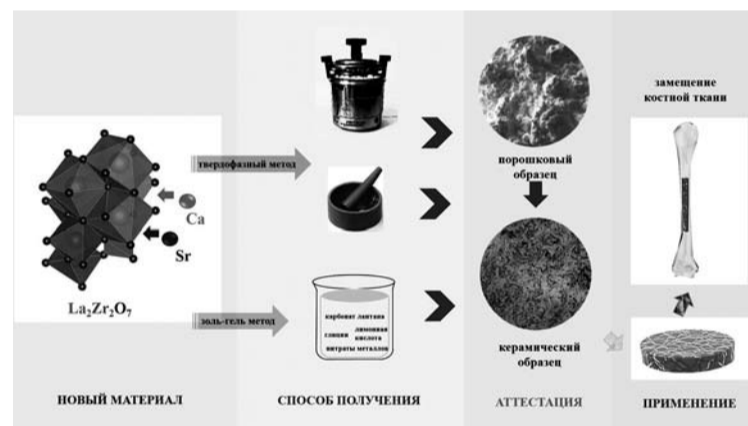 Ca
Sr
La₂Zr₂O₇
НОВЫЙ МАТЕРИАЛ
твердофазный метод
золь-гель метод
карбонат лантана
глицин
лимонная
кислота
нитраты металлов
СПОСОБ ПОЛУЧЕНИЯ
порошковый
образец
керамический
образец
АТТЕСТАЦИЯ
замещение
костной ткани
ПРИМЕНЕНИЕ